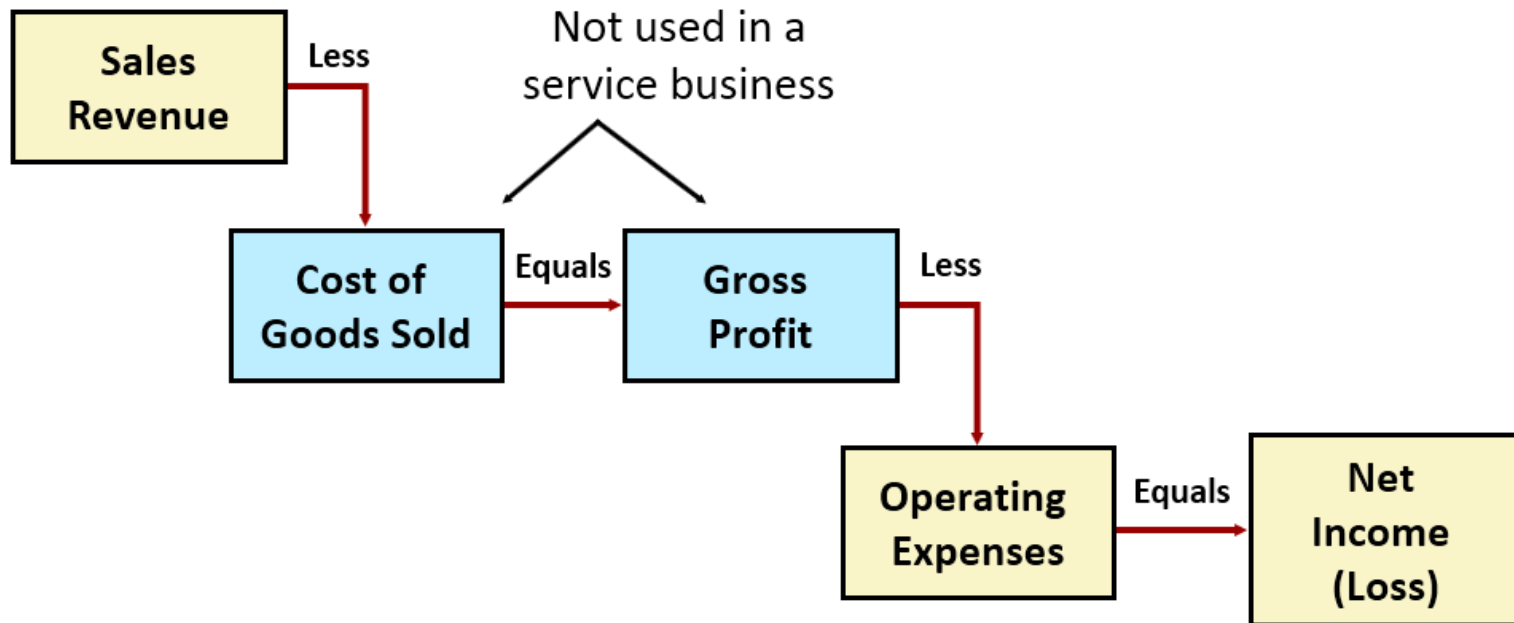 Sales
Revenue
Less
Not used in a
service business
Cost of
Goods Sold
Equals
Gross
Profit
Less
Operating
Expenses
Equals
Net
Income
(Loss)